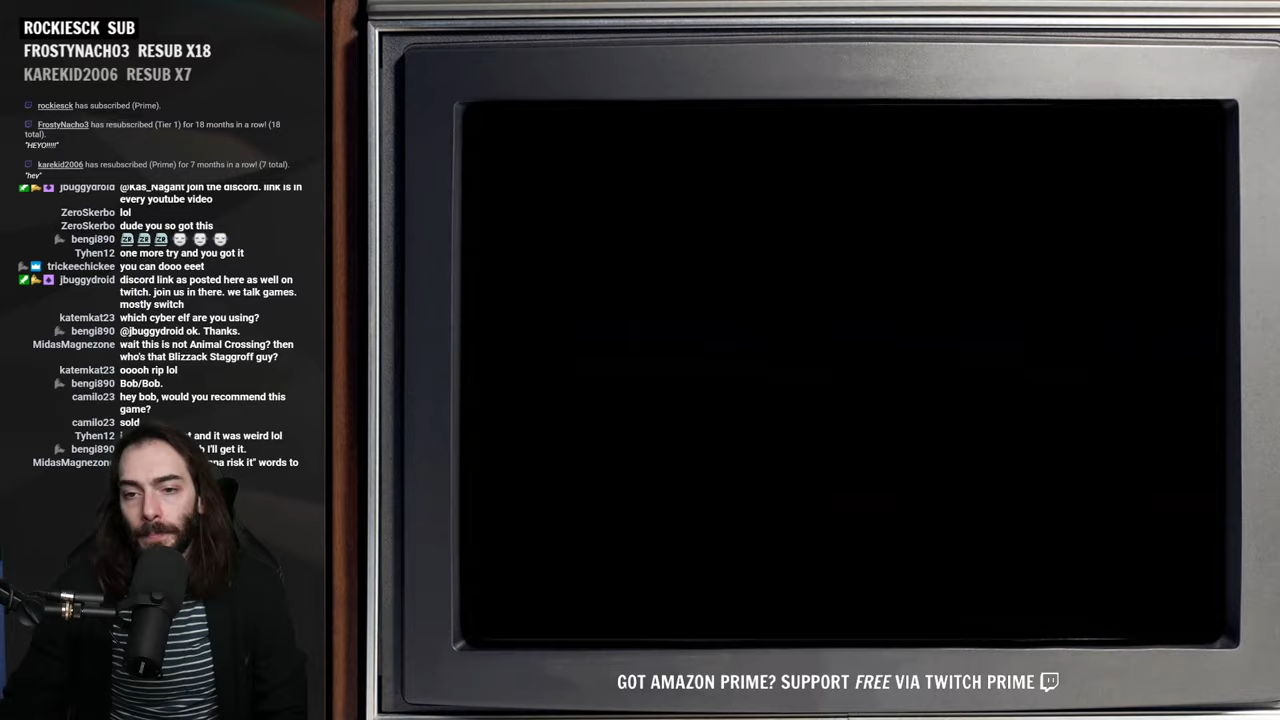 ROCKIESCK SUB
FROSTYNACHO3 RESUB X18
KAREKID2006 RESUB X7
rockiesck has subscribed (Prime).
FrostyNacho3 has resubscribed (Tier 1) for 18 months in a row! (18
total).
"HEYO!!!!!"
karekid2006 has resubscribed (Prime) for 7 months in a row! (7 total).
"hey"
jbuggydroid @Kas_Nagant join the discord. link is in
every youtube video
ZeroSkerbo lol
ZeroSkerbo dude you so got this
bengi890
Tyhen12 one more try and you got it
trickeechickee you can dooo eeet
jbuggydroid discord link as posted here as well on
twitch. join us in there. we talk games.
mostly switch
katemkat23 which cyber elf are you using?
bengi890 @jbuggydroid ok. Thanks.
MidasMagnezone wait this is not Animal Crossing? then
who's that Blizzack Staggroff guy?
katemkat23 ooooh rip lol
bengi890 Bob/Bob.
camilo23 hey bob, would you recommend this
game?
camilo23 sold
Tyhen12 and it was weird lol
bengi890 I'll get it.
MidasMagnezone risk it" words to
GOT AMAZON PRIME? SUPPORT FREE VIA TWITCH PRIME